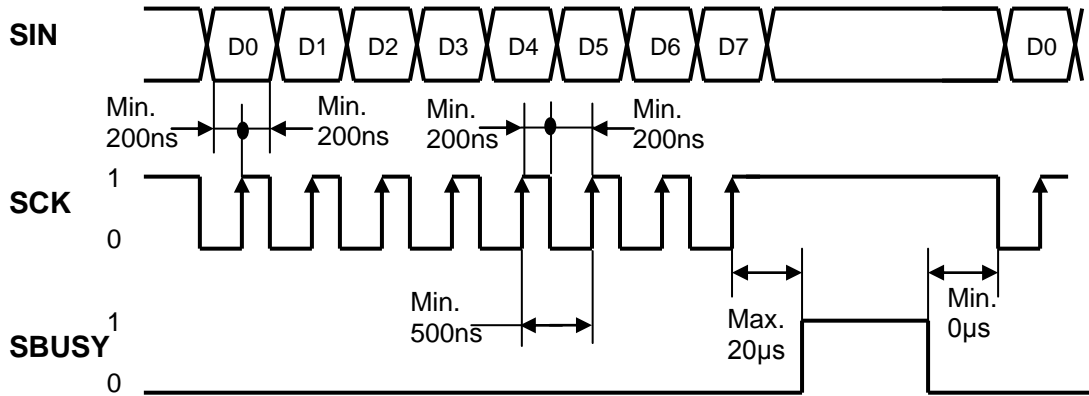 SIN
D0 D1 D2 D3 D4 D5 D6 D7 D0
Min.
200ns
Min.
200ns
Min.
200ns
Min.
200ns
SCK
1
0
Min.
500ns
Max.
20µs
Min.
0µs
SBUSY
1
0